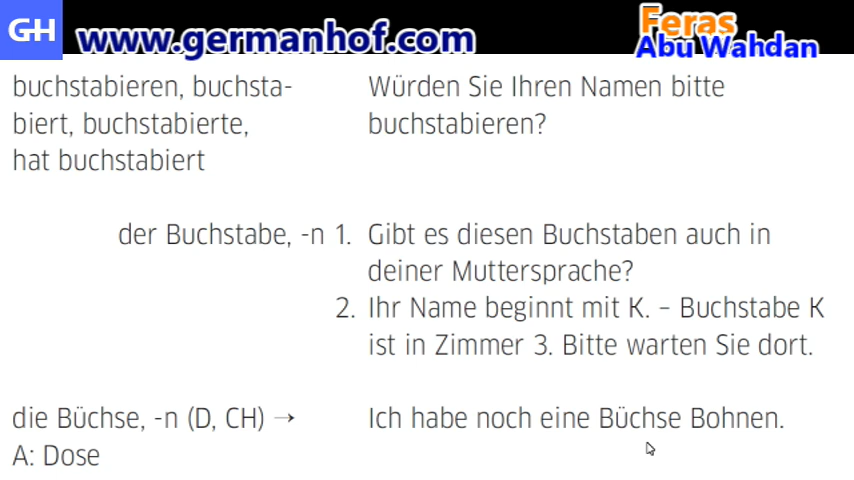 GH
www.germanhof.com
Feras
Abu Wahdan
buchstabieren, buchsta-
biert, buchstabierte,
hat buchstabiert
Würden Sie Ihren Namen bitte
buchstabieren?
der Buchstabe, -n
1. Gibt es diesen Buchstaben auch in
deiner Muttersprache?
2. Ihr Name beginnt mit K. – Buchstabe K
ist in Zimmer 3. Bitte warten Sie dort.
die Büchse, -n (D, CH) →
A: Dose
Ich habe noch eine Büchse Bohnen.